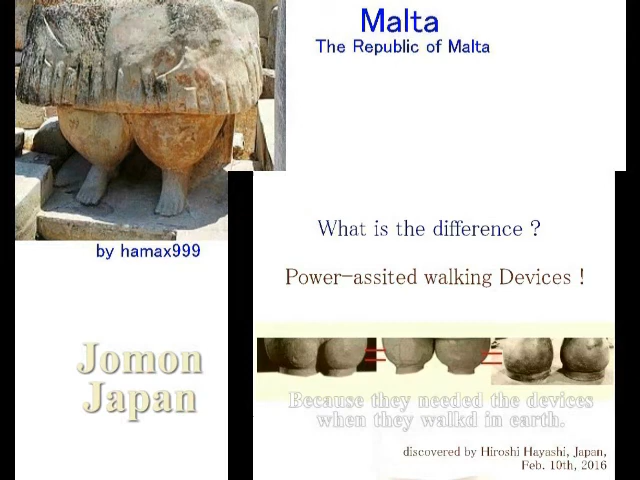 Malta
The Republic of Malta
by hamax999
What is the difference ?
Power-assited walking Devices !
Jomon
Japan
Because they needed the devices
when they walkd in earth.
discovered by Hiroshi Hayashi, Japan,
Feb. 10th, 2016